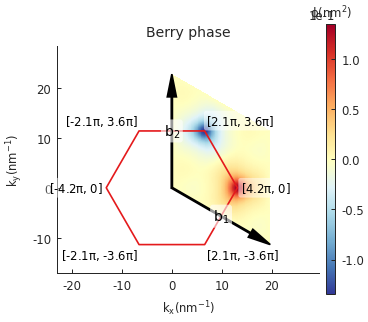 Berry phase
(nm²)
1e-1
[-2.1π, 3.6π]
[2.1π, 3.6π]
b₂
[-4.2π, 0]
[4.2π, 0]
b₁
[-2.1π, -3.6π]
[2.1π, -3.6π]
20
10
0
-10
-20
-10
0
10
20
kₓ(nm⁻¹)
k_y(nm⁻¹)
1.0
0.5
0.0
-0.5
-1.0